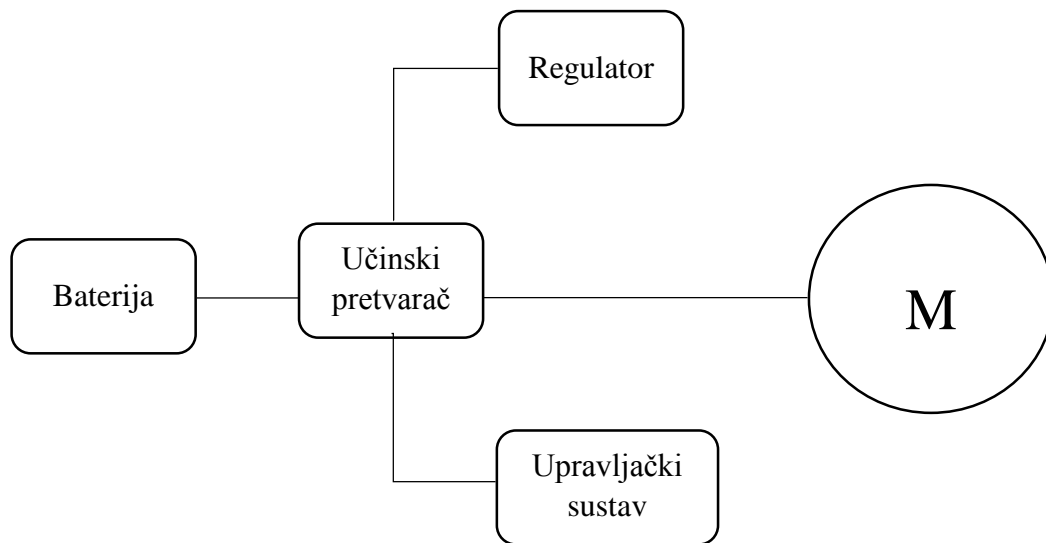 Regulator
Učinski
pretvarač
Baterija
M
Upravljački
sustav